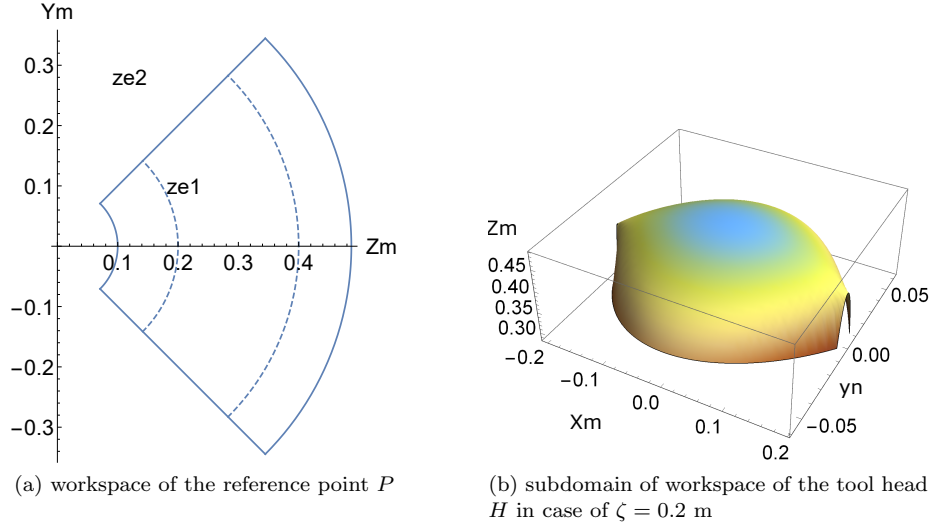 Ym
0.3
ze2
0.2
0.1
ze1
0.1 0.2 0.3 0.4 Zm
−0.1
−0.2
−0.3
(a) workspace of the reference point P
Zm
0.45
0.40
0.35
0.30
−0.2
−0.1
0.0
0.1
0.2
Xm
0.05
0.00
−0.05
yn
(b) subdomain of workspace of the tool head
H in case of ζ = 0.2 m